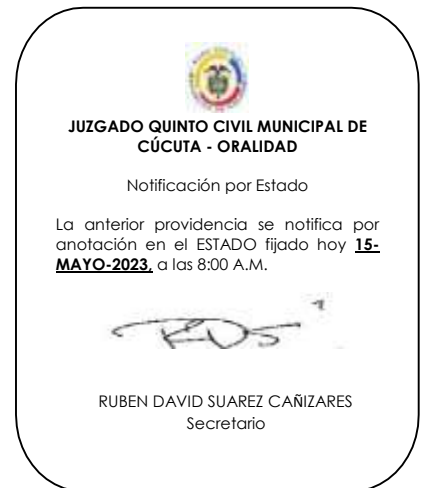 JUZGADO QUINTO CIVIL MUNICIPAL DE
CÚCUTA - ORALIDAD
Notificación por Estado
La anterior providencia se notifica por
anotación en el ESTADO fijado hoy 15-
MAYO-2023, a las 8:00 A.M.
RUBEN DAVID SUAREZ CAÑIZARES
Secretario